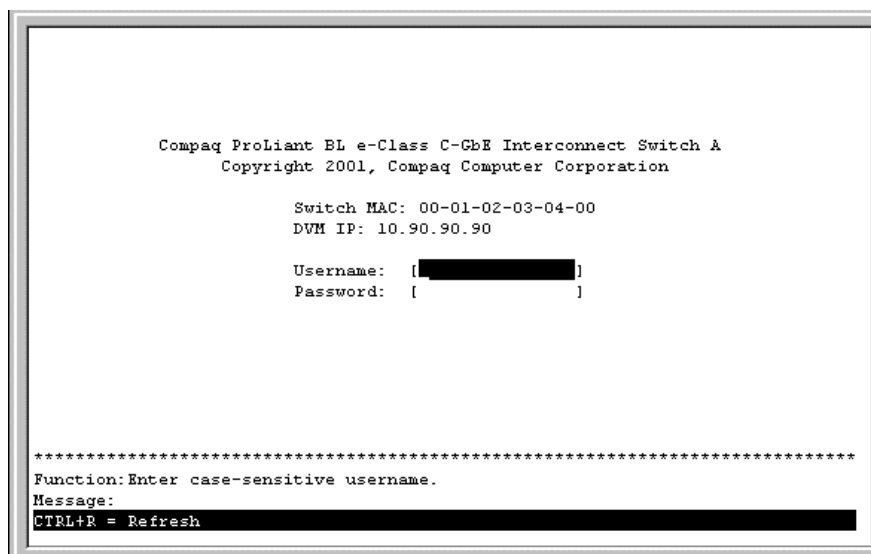 Compaq ProLiant BL e-Class C-GbE Interconnect Switch A
Copyright 2001, Compaq Computer Corporation
Switch MAC: 00-01-02-03-04-00
DVM IP: 10.90.90.90
Username: [ ]
Password: [ ]
*******************************************************************************
Function:Enter case-sensitive username.
Message:
CTRL+R = Refresh